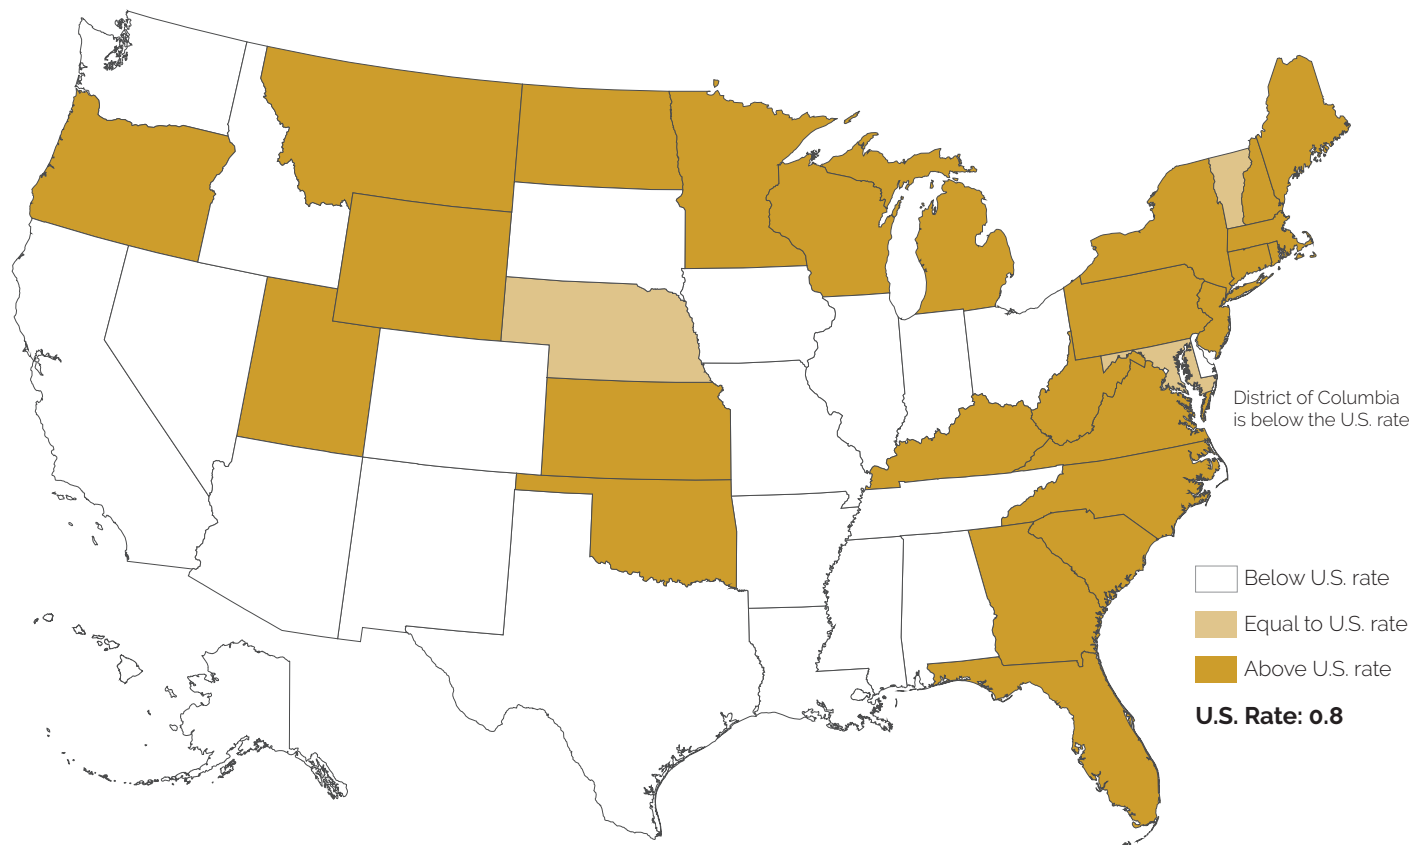 District of Columbia
is below the U.S. rate
Below U.S. rate
Equal to U.S. rate
Above U.S. rate
U.S. Rate: 0.8